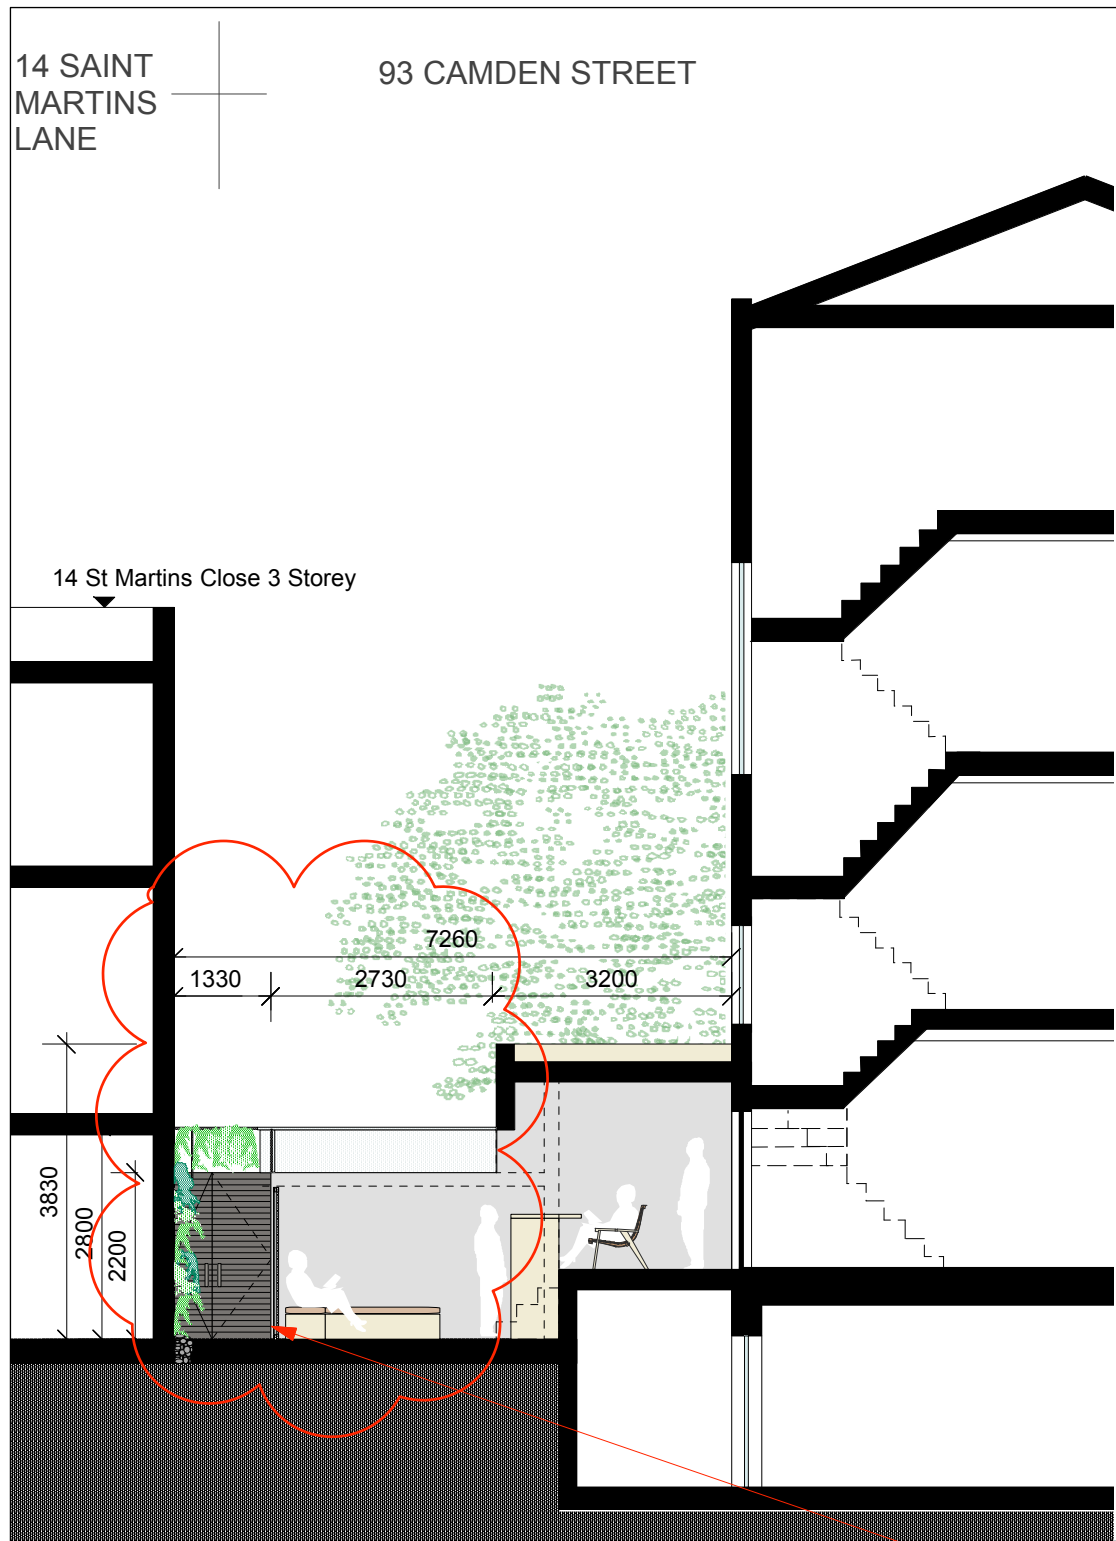 14 SAINT
MARTINS
LANE
93 CAMDEN STREET
14 St Martins Close 3 Storey
7260
1330
2730
3200
3830
2800
2200